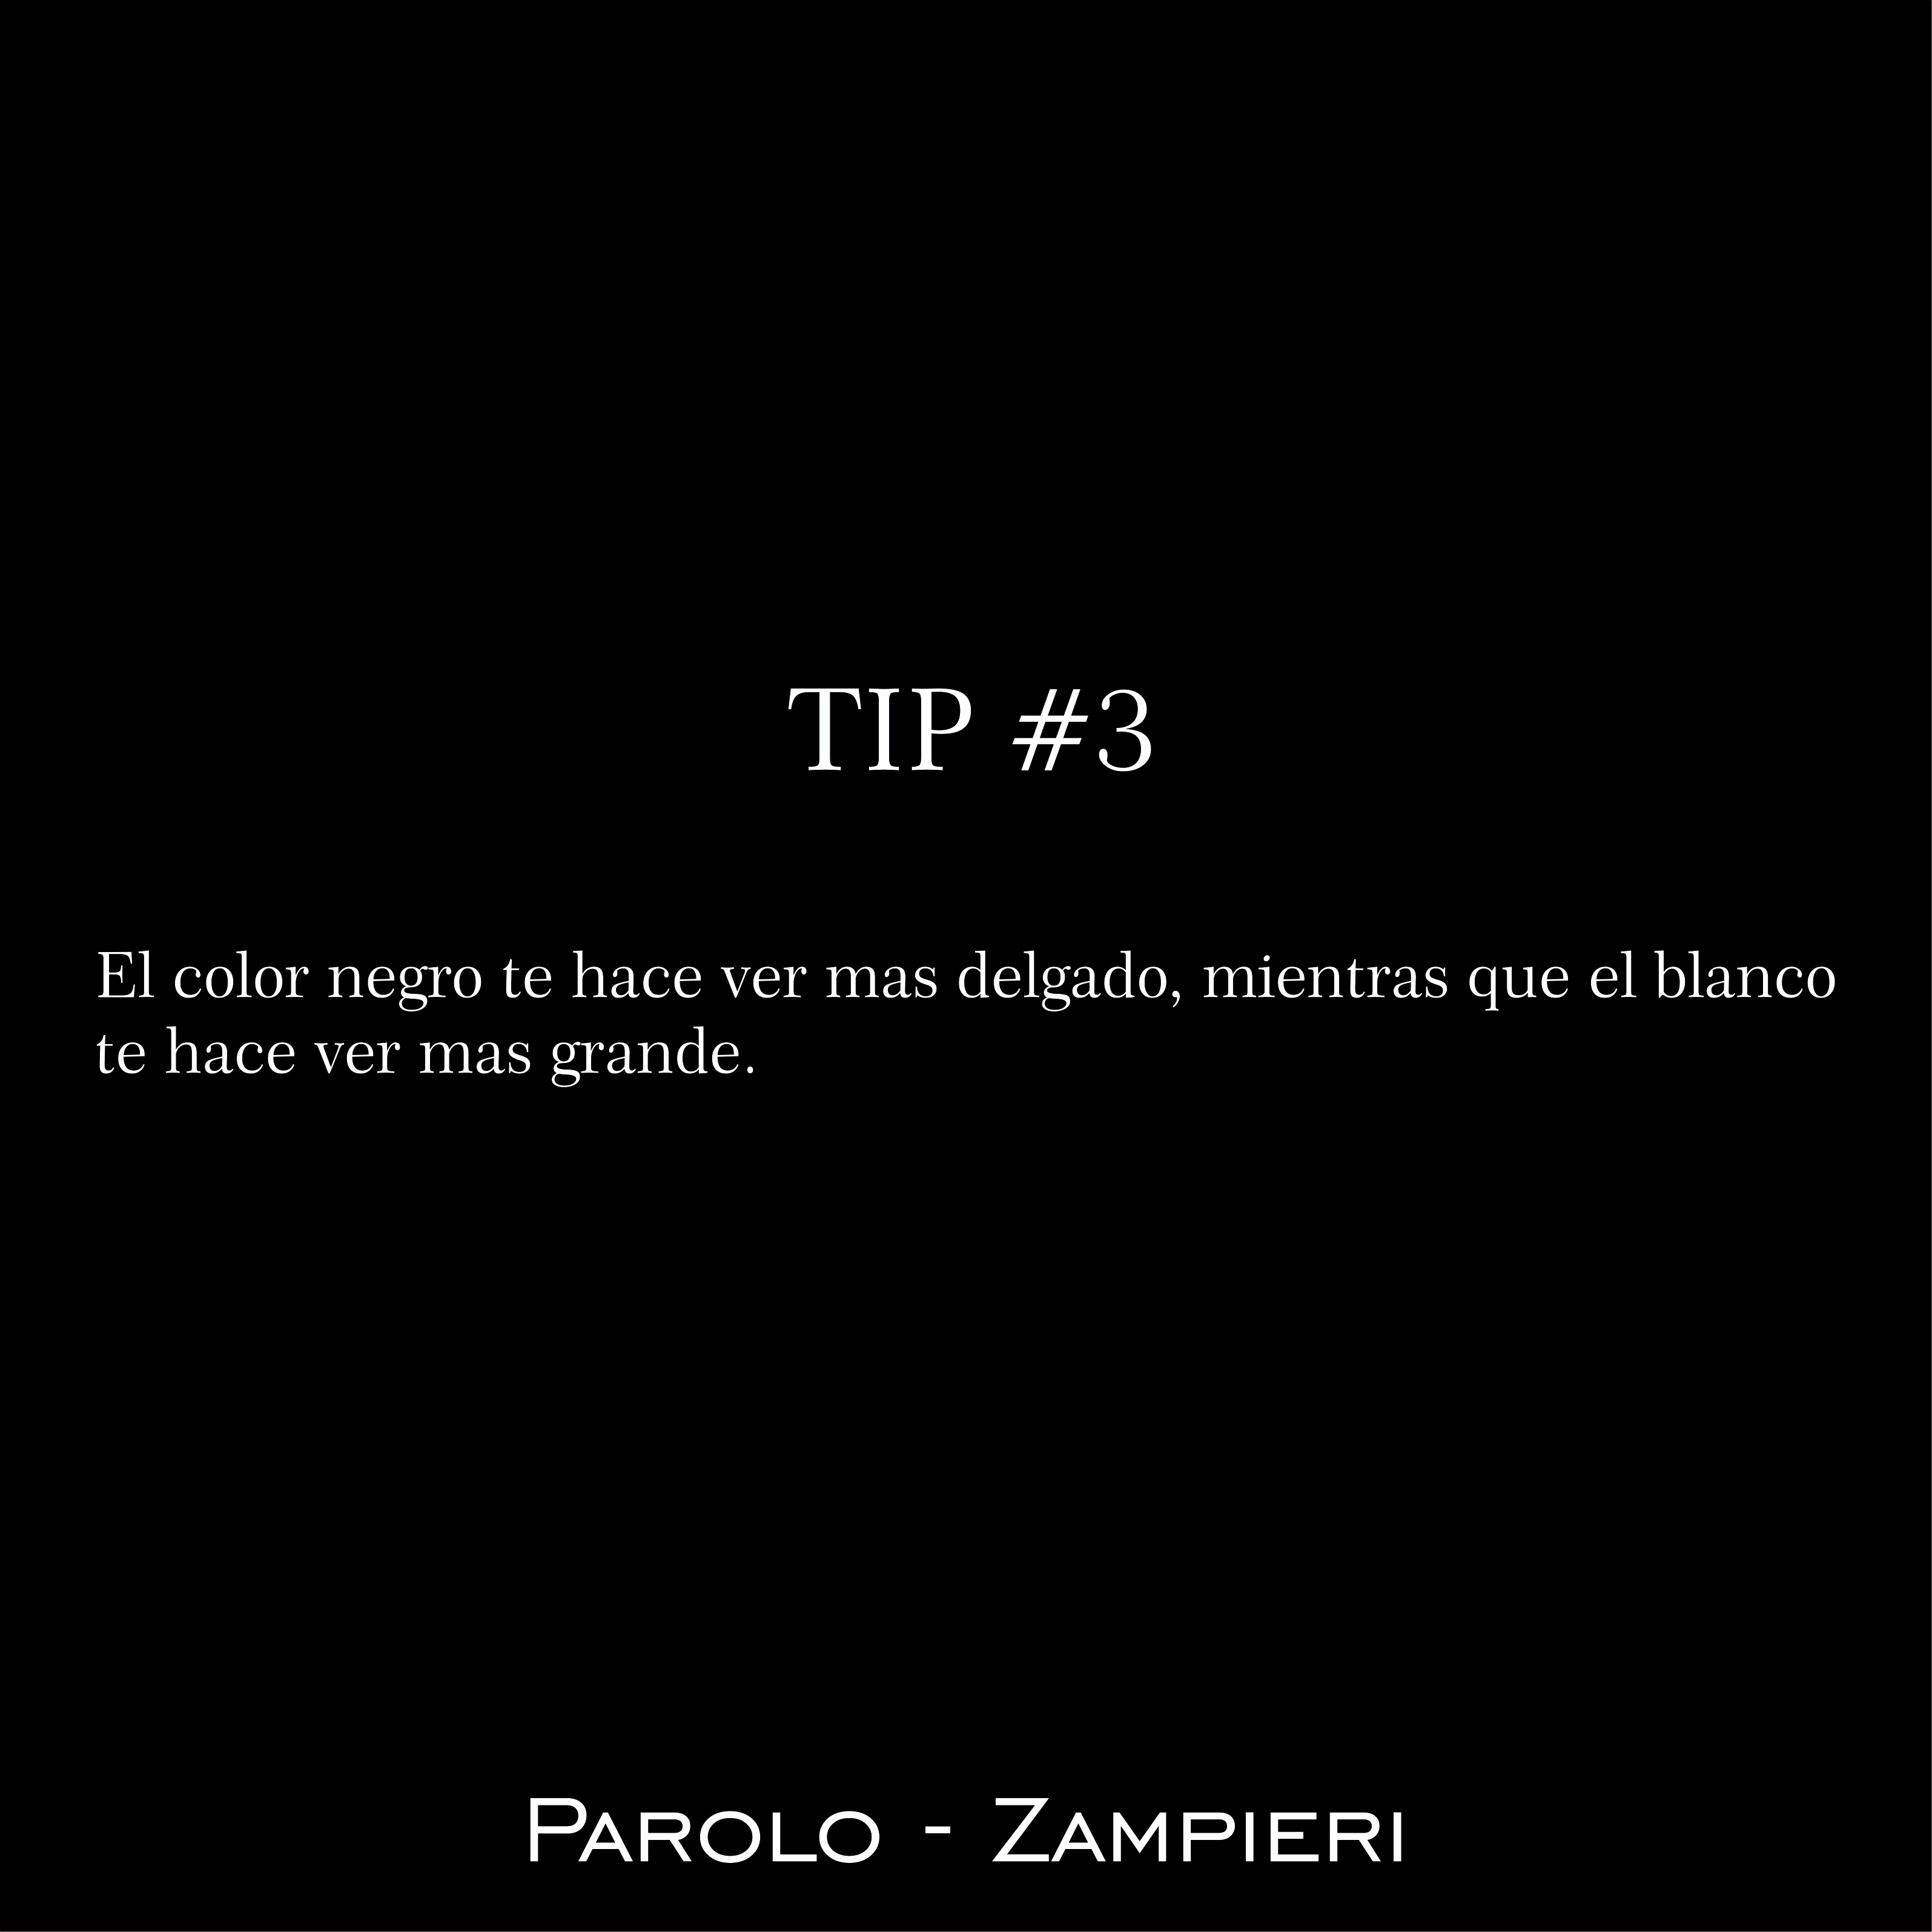 TIP #3
El color negro te hace ver mas delgado, mientras que el blanco
te hace ver mas grande.
PAROLO - ZAMPIERI